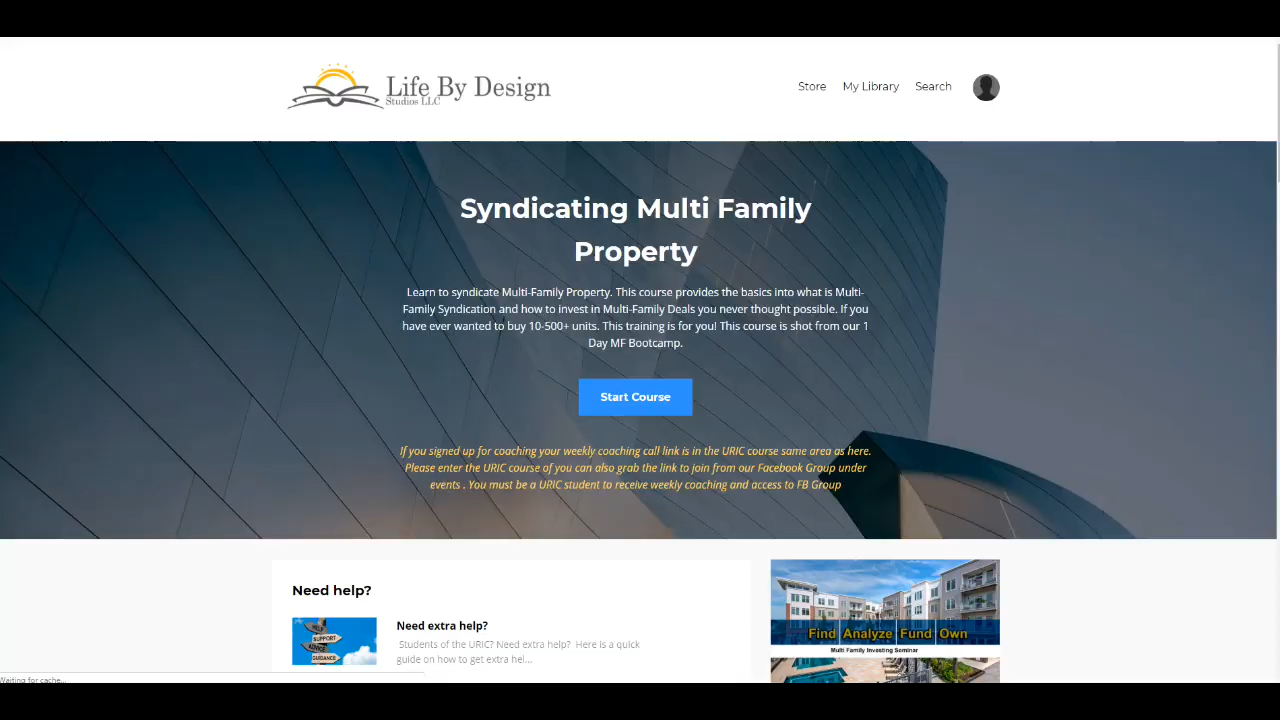 Life By Design
Studios LLC
Store My Library Search
Syndicating Multi Family
Property
Learn to syndicate Multi-Family Property. This course provides the basics into what is Multi-
Family Syndication and how to invest in Multi-Family Deals you never thought possible. If you
have ever wanted to buy 10-500+ units. This training is for you! This course is shot from our 1
Day MF Bootcamp.
Start Course
If you signed up for coaching your weekly coaching call link is in the URIC course same area as here.
Please enter the URIC course of you can also grab the link to join from our Facebook Group under
events . You must be a URIC student to receive weekly coaching and access to FB Group
Need help?
HELP
SUPPORT
ADVICE
GUIDANCE
Need extra help?
Students of the URIC? Need extra help? Here is a quick
guide on how to get extra hel...
Find Analyze Fund Own
Multi Family Investing Seminar
Waiting for cache...